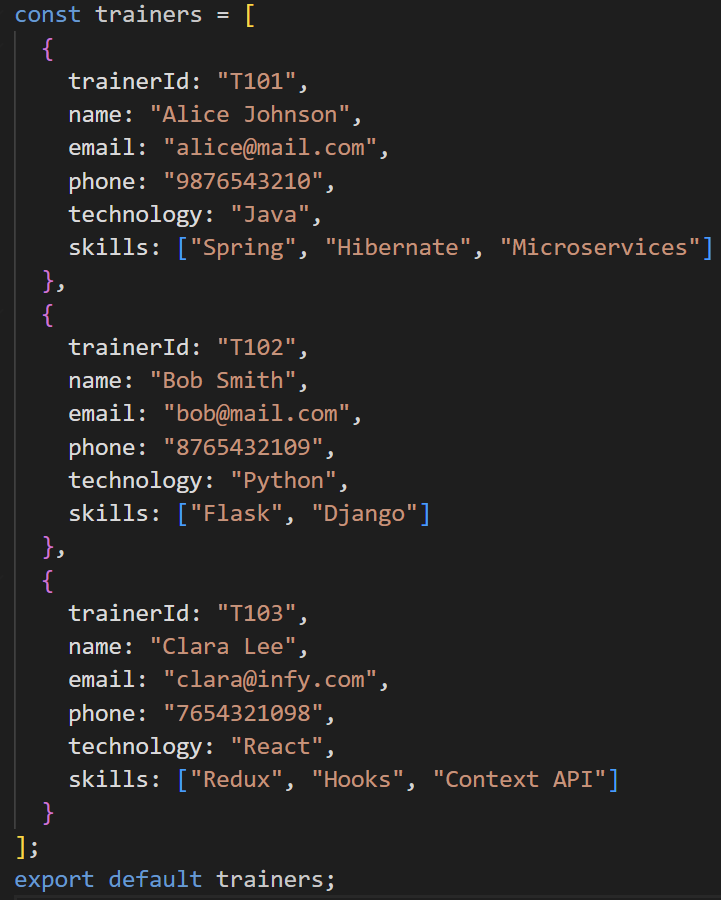 const trainers = [
  {
    trainerId: "T101",
    name: "Alice Johnson",
    email: "alice@mail.com",
    phone: "9876543210",
    technology: "Java",
    skills: ["Spring", "Hibernate", "Microservices"]
  },
  {
    trainerId: "T102",
    name: "Bob Smith",
    email: "bob@mail.com",
    phone: "8765432109",
    technology: "Python",
    skills: ["Flask", "Django"]
  },
  {
    trainerId: "T103",
    name: "Clara Lee",
    email: "clara@infy.com",
    phone: "7654321098",
    technology: "React",
    skills: ["Redux", "Hooks", "Context API"]
  }
];
export default trainers;